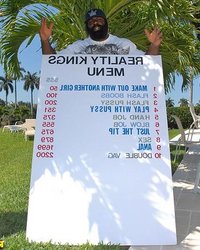 REALITY KINGS
MENU
1 MAKE OUT WITH ANOTHER GIRL 50
2 FLASH BOOBS 100
3 FLASH PUSSY 200
4 PLAY WITH PUSSY
5 HAND JOB
6 BLOW JOB
7 JUST THE TIP
8 SEX
9 ANAL 1699
10 DOUBLE VAG 2200